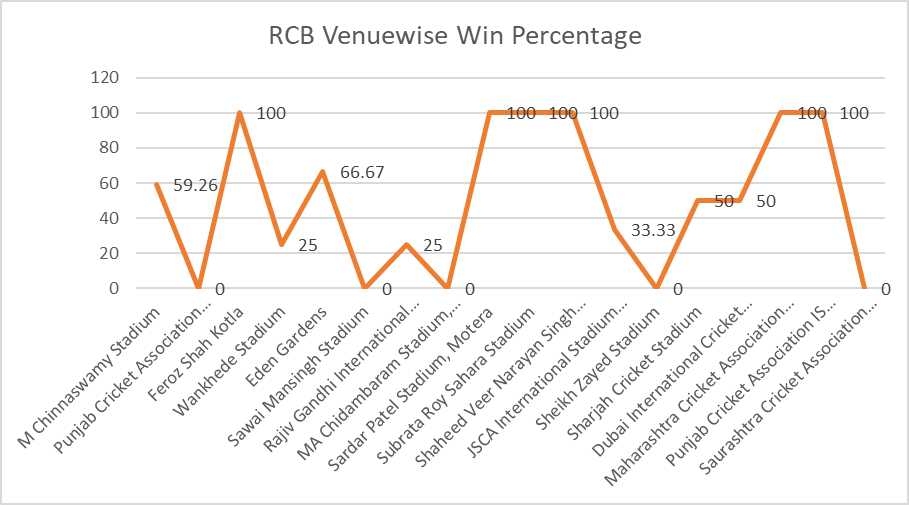 RCB Venuewise Win Percentage
120
100
80
60
40
20
0
59.26
0
100
25
66.67
0
25
0
100
100
100
33.33
0
50
50
100
100
0
M Chinnaswamy Stadium
Punjab Cricket Association...
Feroz Shah Kotla
Wankhede Stadium
Eden Gardens
Sawai Mansingh Stadium
Rajiv Gandhi International...
MA Chidambaram Stadium,...
Sardar Patel Stadium, Motera
Subrata Roy Sahara Stadium
Shaheed Veer Narayan Singh...
JSCA International Stadium...
Sheikh Zayed Stadium
Sharjah Cricket Stadium
Dubai International Cricket...
Maharashtra Cricket Association...
Punjab Cricket Association IS...
Saurashtra Cricket Association...